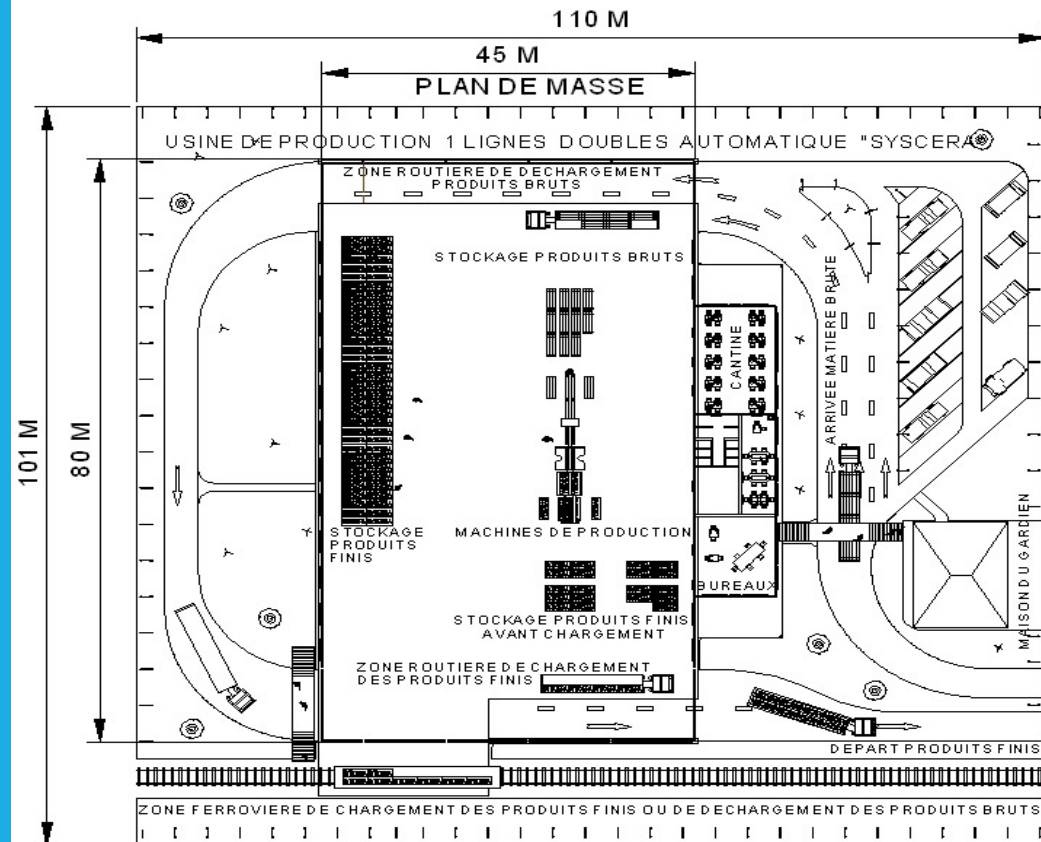 110 M
45 M
PLAN DE MASSE
USINE DE PRODUCTION 1 LIGNES DOUBLES AUTOMATIQUE "SYSCERA"
ZONE ROUTIERE DE DECHARGEMENT
PRODUITS BRUTS
STOCKAGE PRODUITS BRUTS
CANTINE
ARRIVEE MATIERE BRUTE
101 M
80 M
STOCKAGE
PRODUITS
FINIS
MACHINES DE PRODUCTION
BUREAUX
MAISON DU GARDIEN
STOCKAGE PRODUITS FINIS
AVANT CHARGEMENT
ZONE ROUTIERE DE CHARGEMENT
DES PRODUITS FINIS
DEPART PRODUITS FINIS
ZONE FERROVIERE DE CHARGEMENT DES PRODUITS FINIS OU DE DECHARGEMENT DES PRODUITS BRUTS